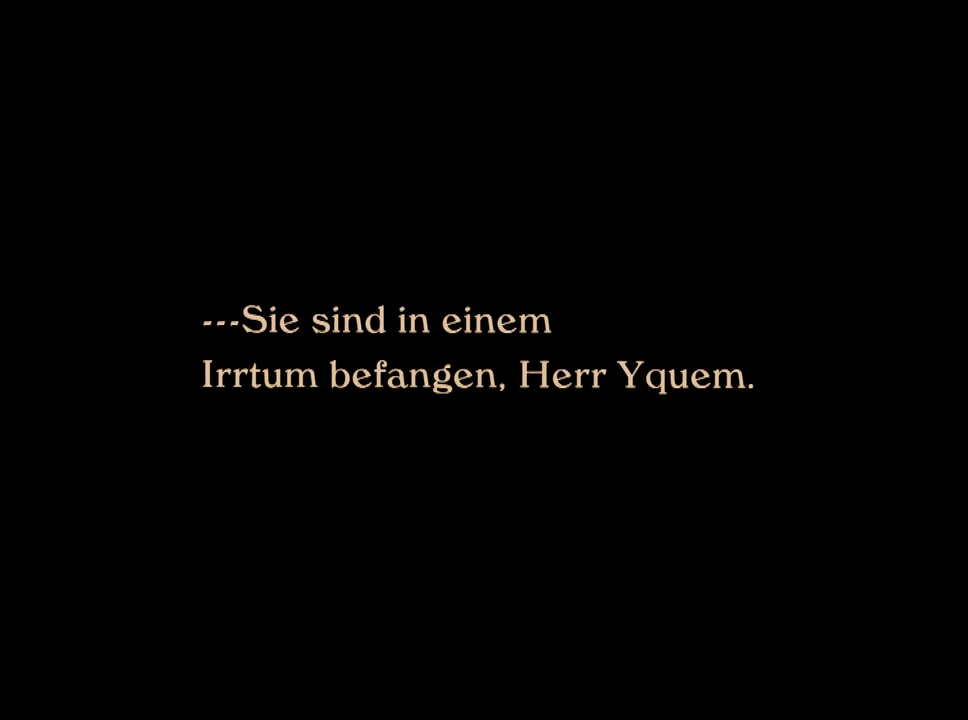 ---Sie sind in einem
Irrtum befangen, Herr Yquem.